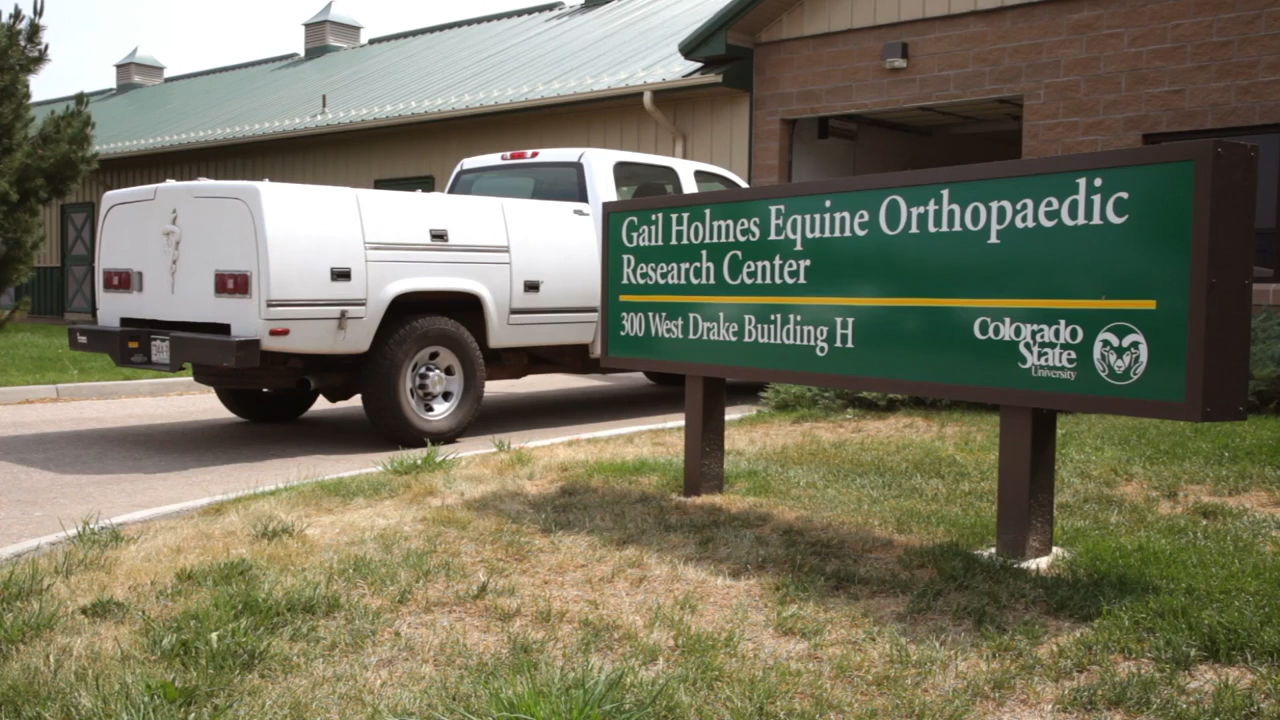 Gail Holmes Equine Orthopaedic
Research Center
300 West Drake Building H
Colorado
State
University